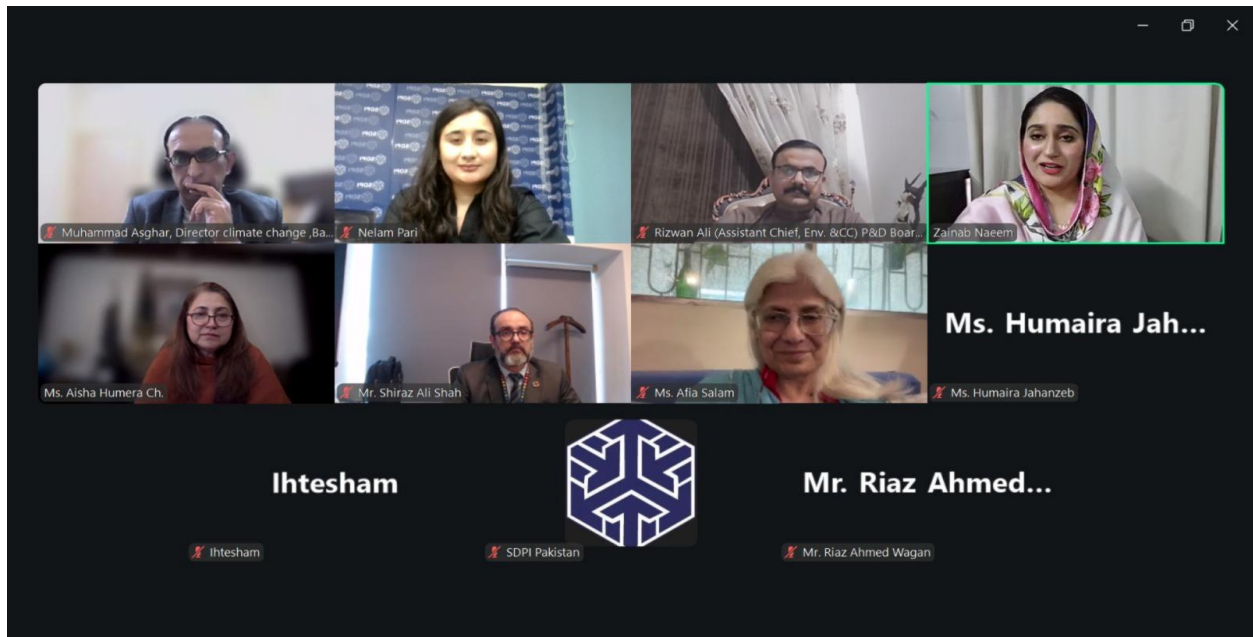 Muhammad Asghar, Director climate change ,Ba...
Nelam Pari
Rizwan Ali (Assistant Chief, Env. &CC) P&D Boar...
Zainab Naeem
Ms. Aisha Humera Ch.
Mr. Shiraz Ali Shah
Ms. Afia Salam
Ms. Humaira Jah...
Ms. Humaira Jahanzeb
Ihtesham
Mr. Riaz Ahmed...
Ihtesham
SDPI Pakistan
Mr. Riaz Ahmed Wagan